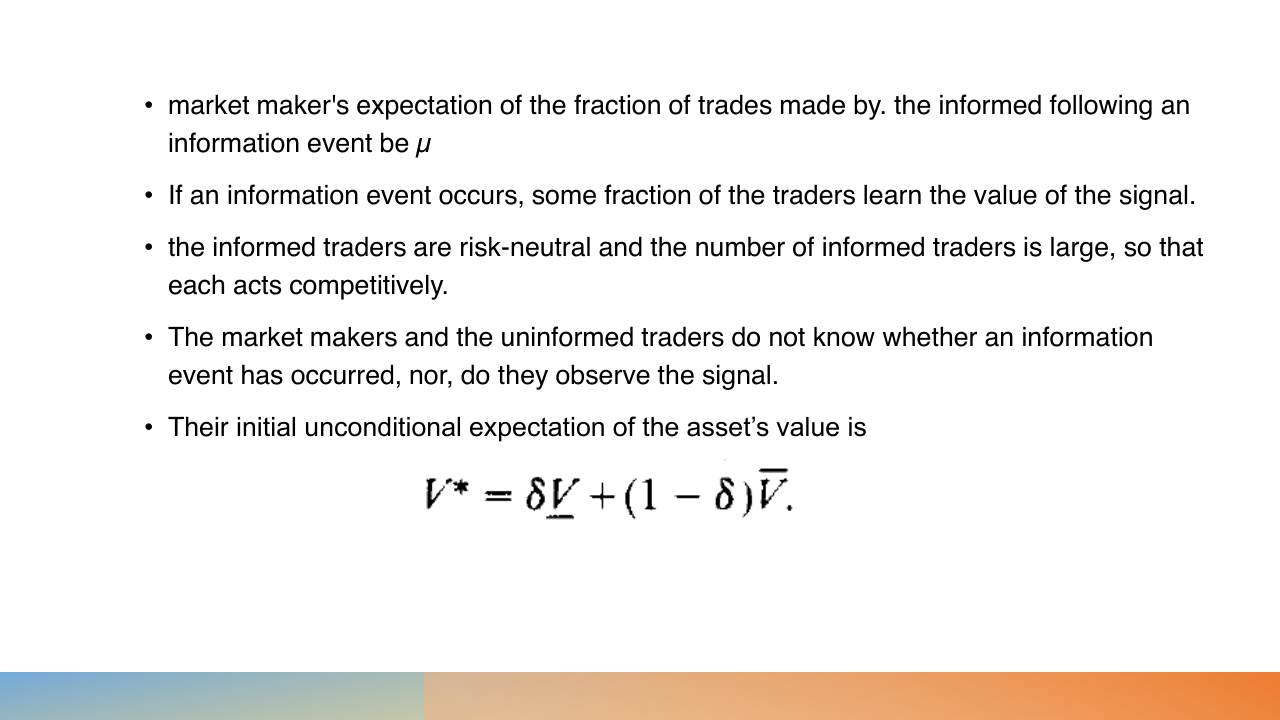 • market maker's expectation of the fraction of trades made by. the informed following an
information event be μ
• If an information event occurs, some fraction of the traders learn the value of the signal.
• the informed traders are risk-neutral and the number of informed traders is large, so that
each acts competitively.
• The market makers and the uninformed traders do not know whether an information
event has occurred, nor, do they observe the signal.
• Their initial unconditional expectation of the asset’s value is
V* = δV̲ + (1 − δ)V̅.